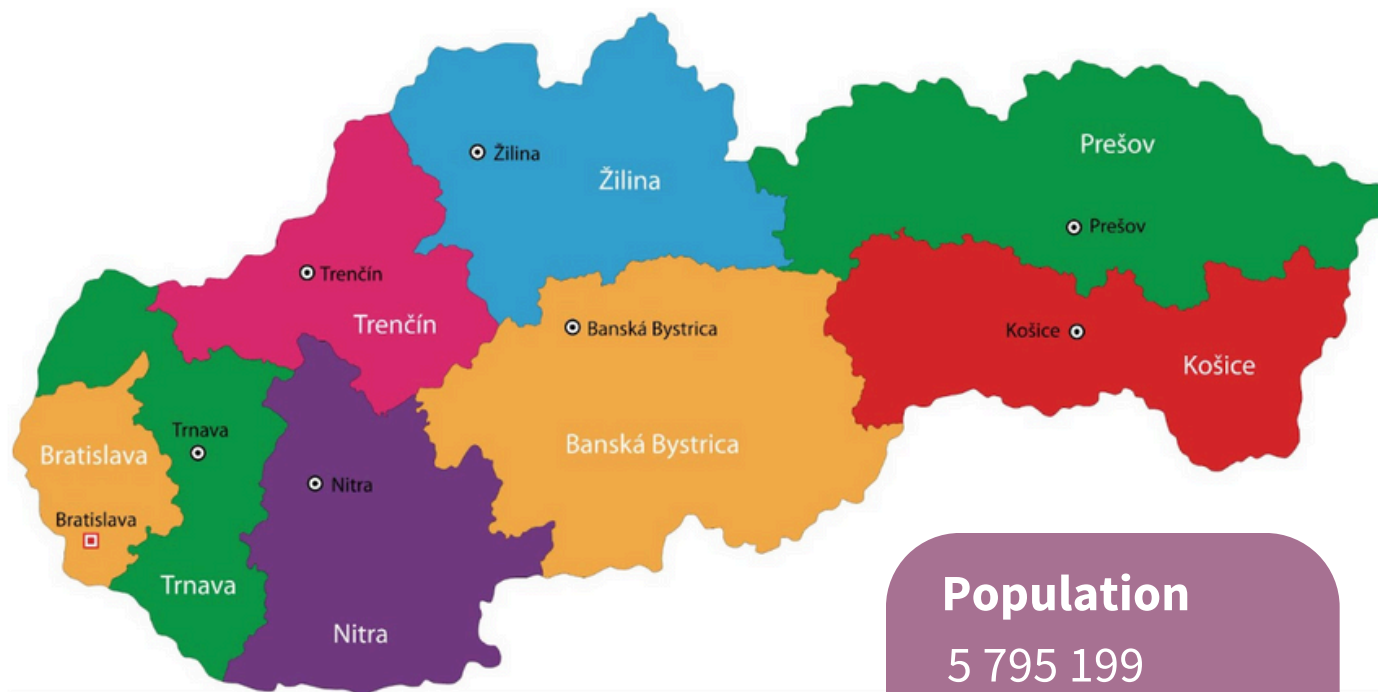 Žilina
Žilina
Prešov
Prešov
Trenčín
Trenčín
Banská Bystrica
Košice
Košice
Trnava
Bratislava
Banská Bystrica
Nitra
Bratislava
Trnava
Nitra
Population
5 795 199